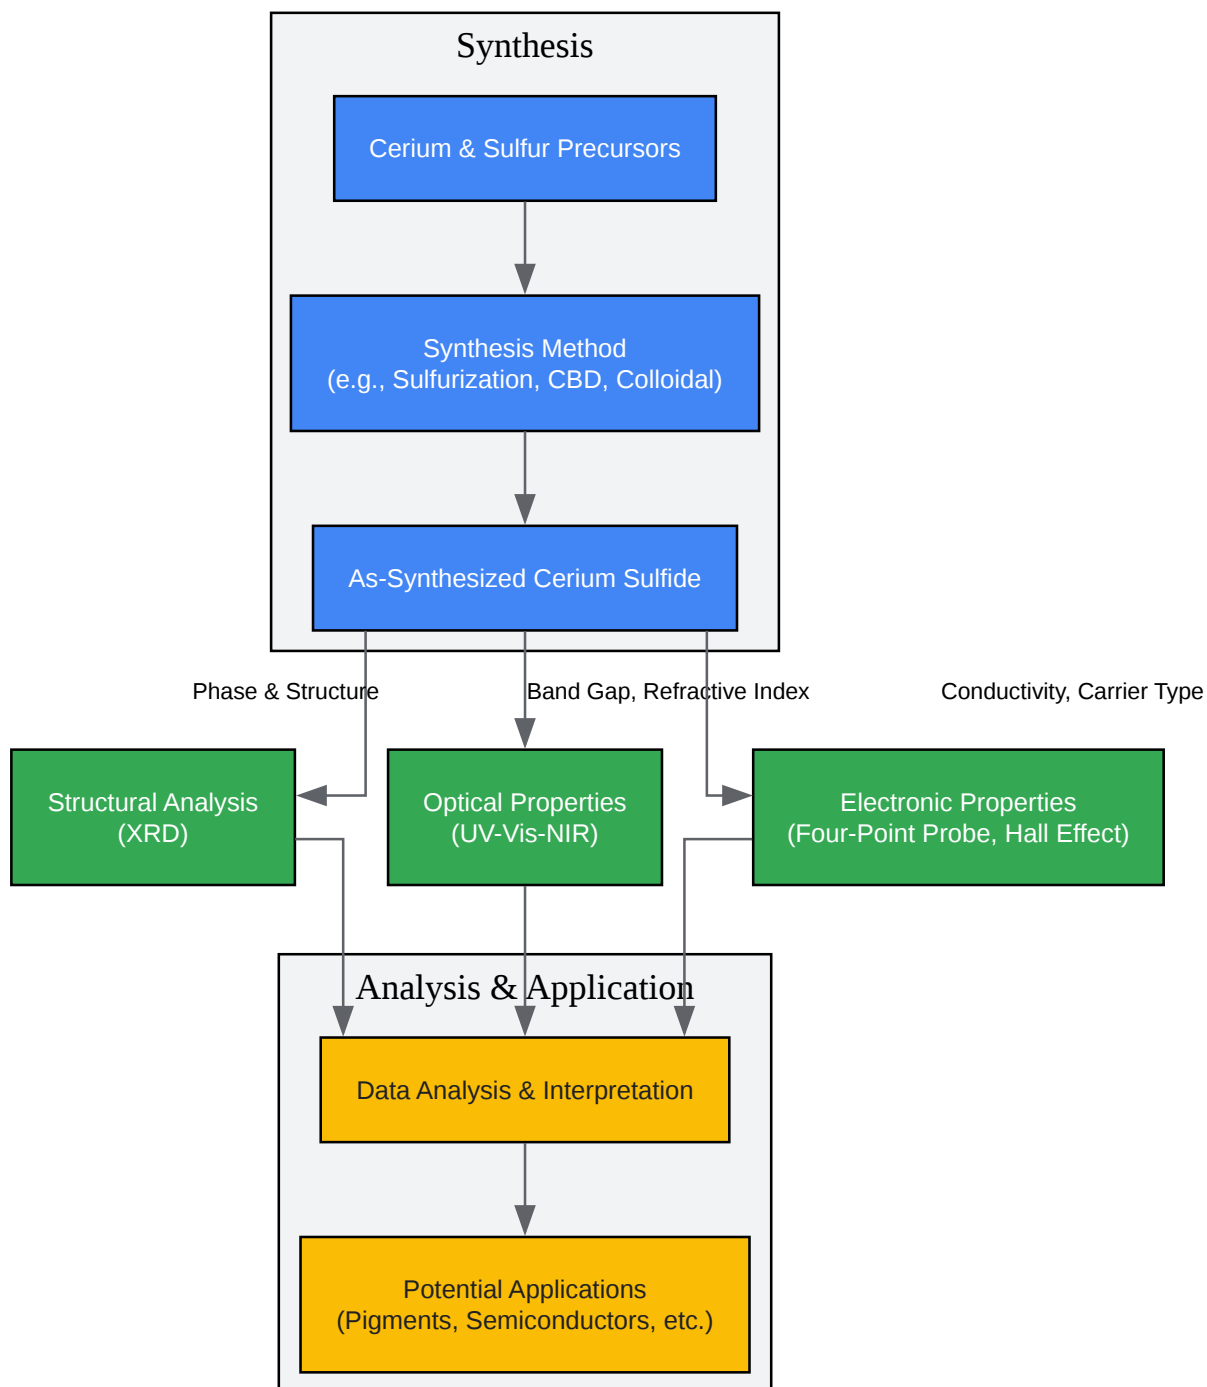 Synthesis
Cerium & Sulfur Precursors
Synthesis Method
(e.g., Sulfurization, CBD, Colloidal)
As-Synthesized Cerium Sulfide
Phase & Structure
Band Gap, Refractive Index
Conductivity, Carrier Type
Structural Analysis
(XRD)
Optical Properties
(UV-Vis-NIR)
Electronic Properties
(Four-Point Probe, Hall Effect)
Analysis & Application
Data Analysis & Interpretation
Potential Applications
(Pigments, Semiconductors, etc.)